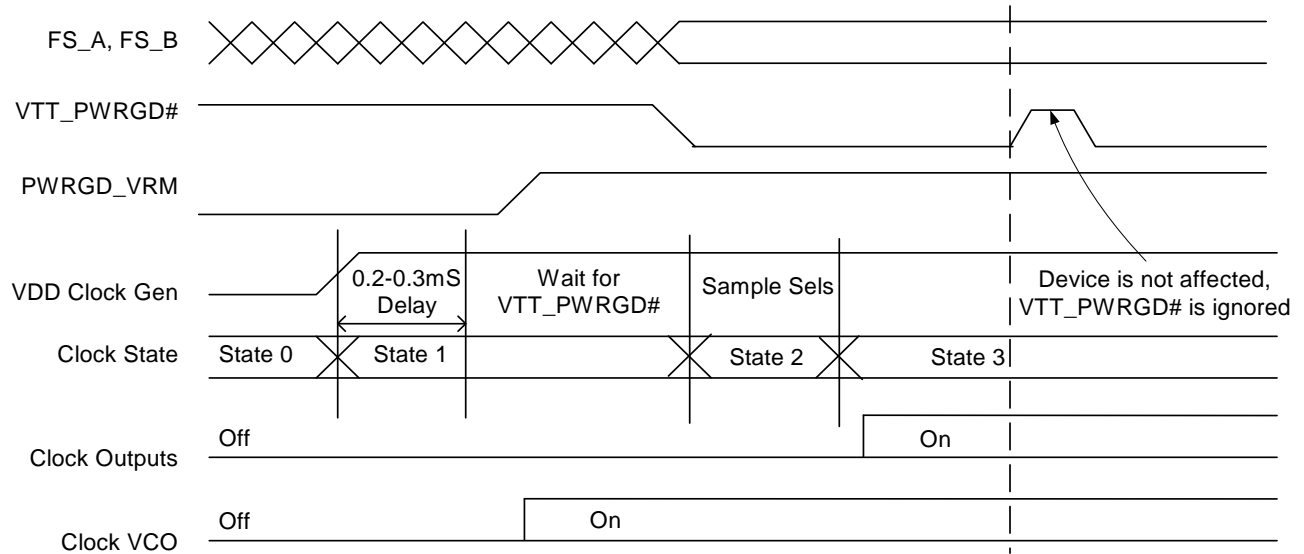 FS_A, FS_B
VTT_PWRGD#
PWRGD_VRM
VDD Clock Gen
0.2-0.3mS
Delay
Wait for
VTT_PWRGD#
Sample Sels
Device is not affected,
VTT_PWRGD# is ignored
Clock State
State 0
State 1
State 2
State 3
Clock Outputs
Off
On
Clock VCO
Off
On